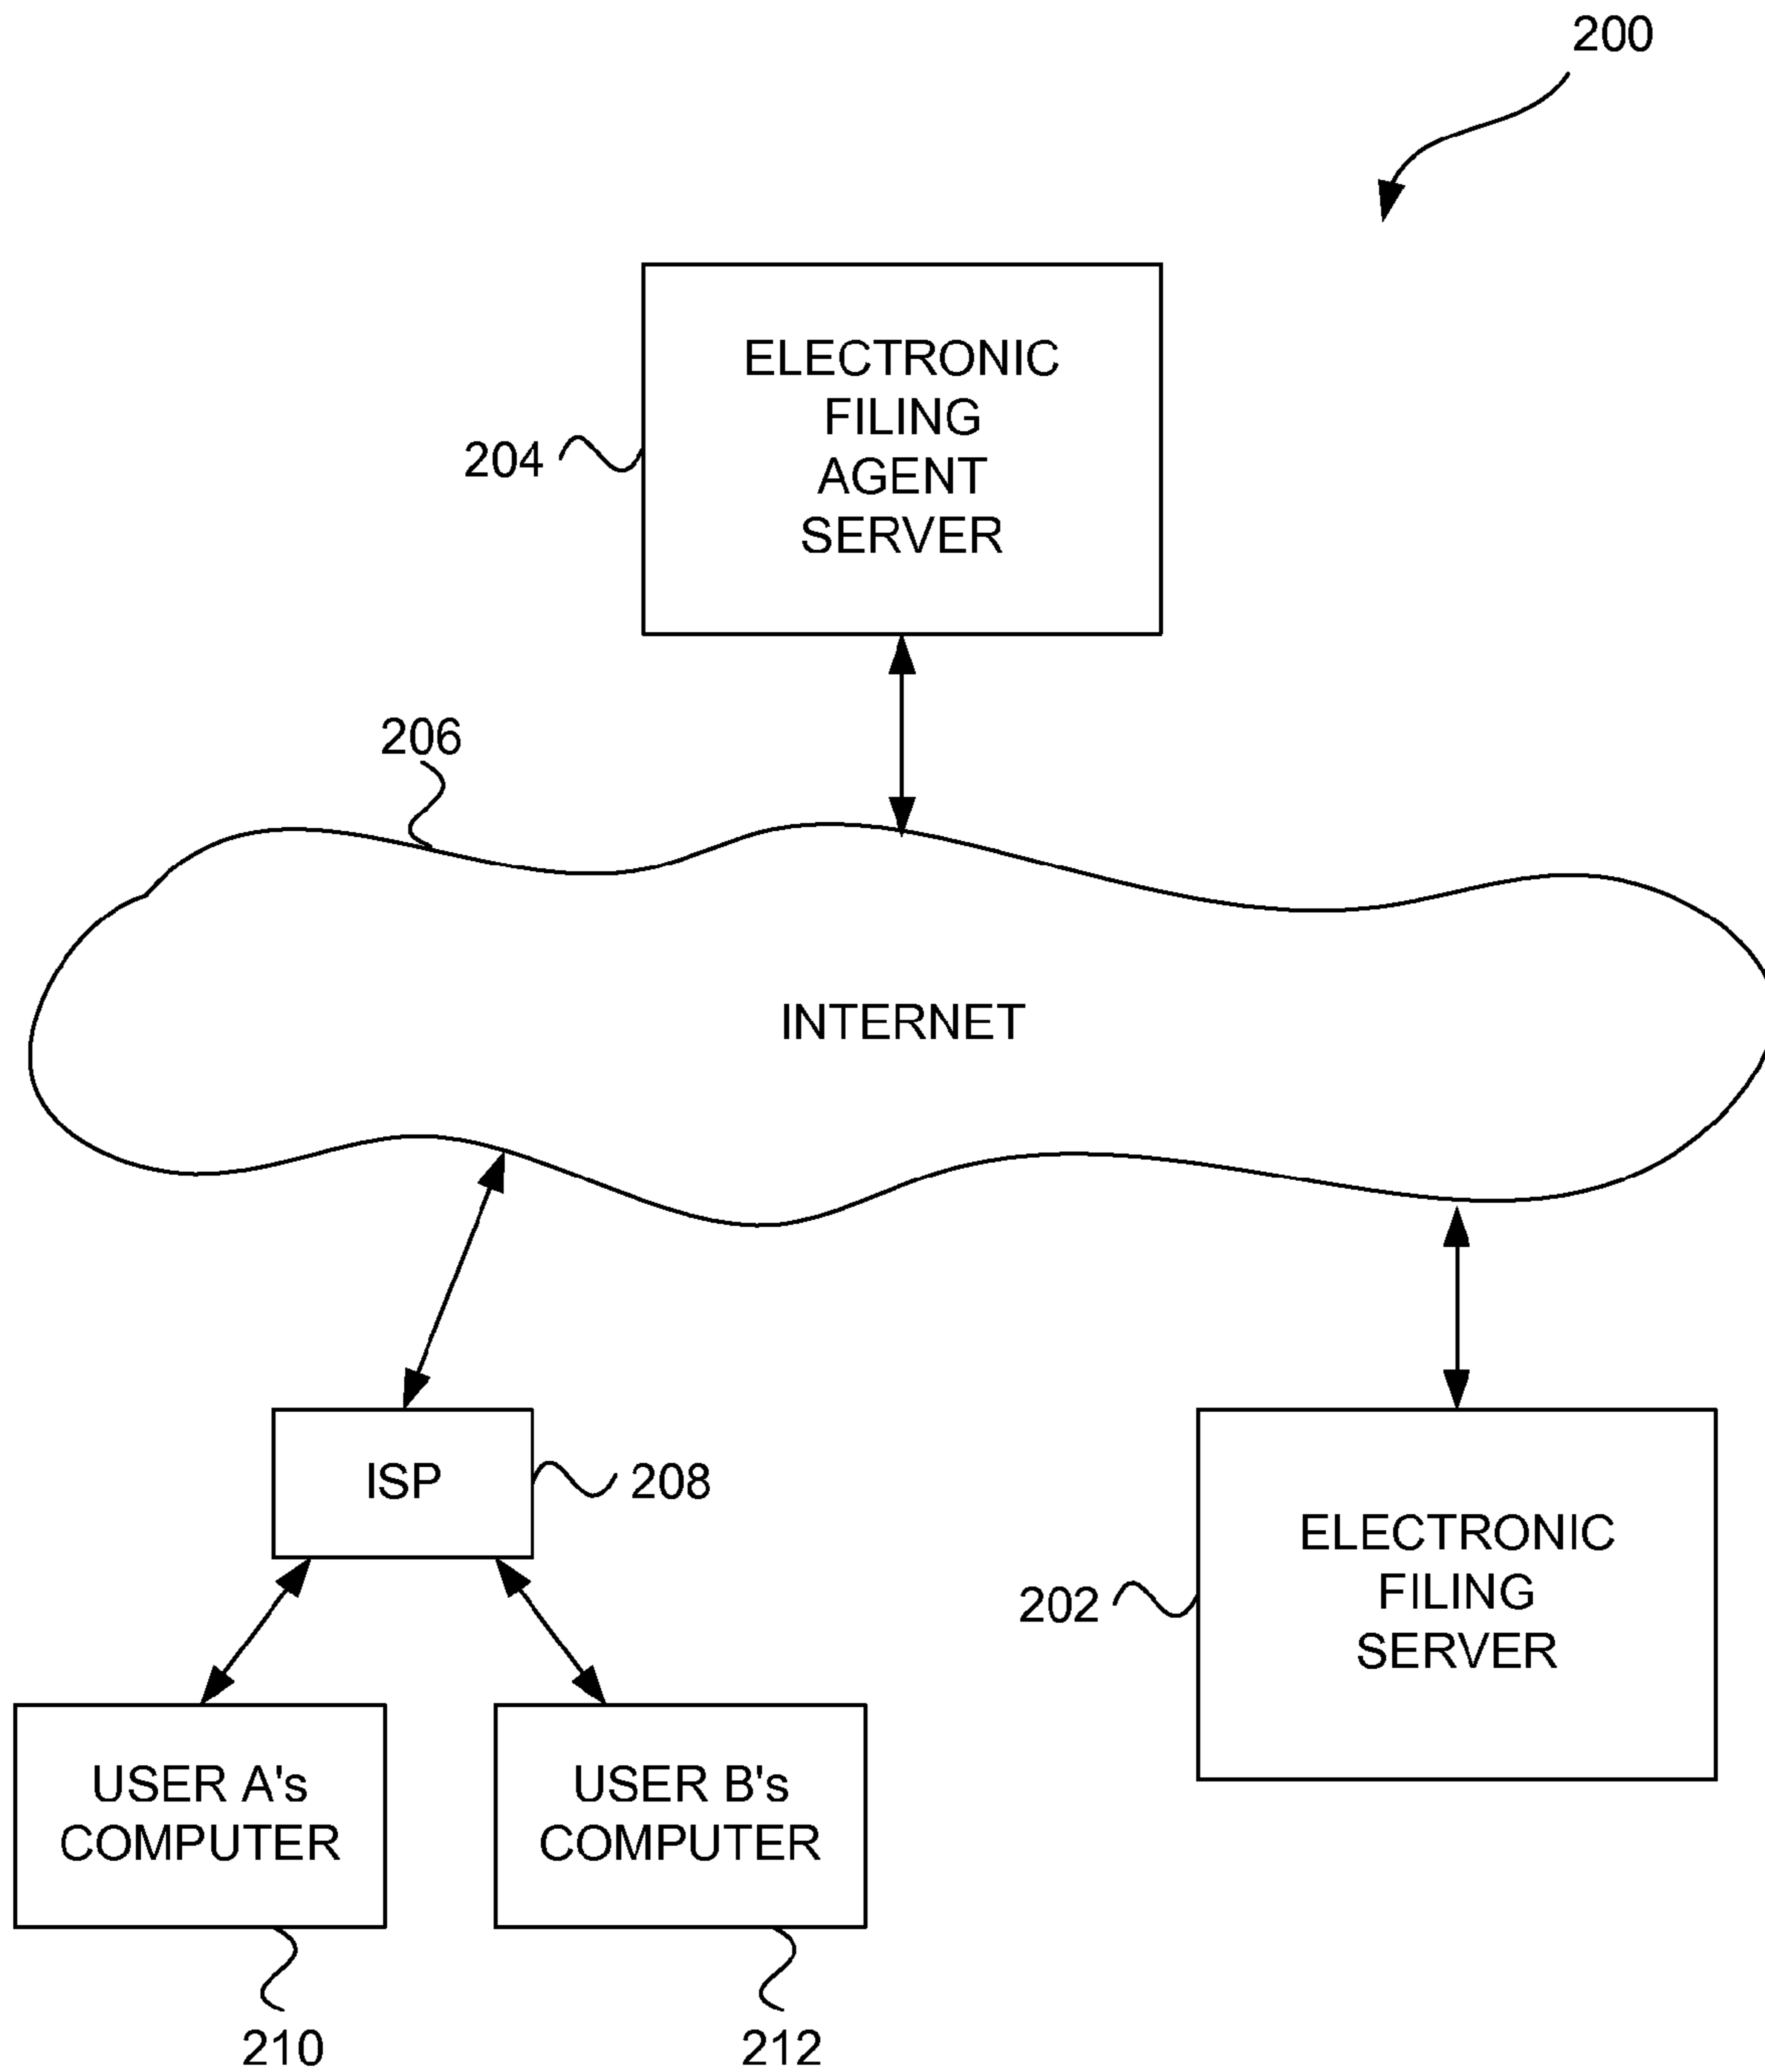 200
ELECTRONIC
FILING
AGENT
SERVER
204
206
INTERNET
ISP
208
ELECTRONIC
FILING
SERVER
202
USER A's
COMPUTER
USER B's
COMPUTER
210
212